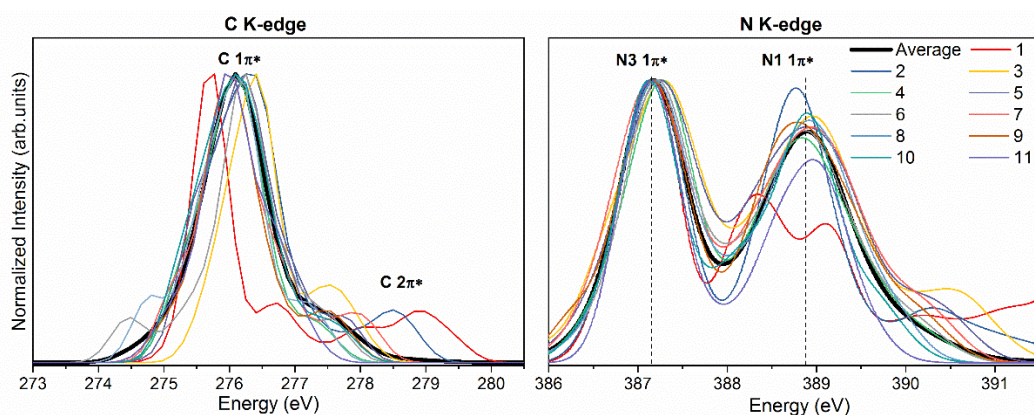 C K-edge
N K-edge
Normalized Intensity (arb.units)
C 1π*
C 2π*
273 274 275 276 277 278 279 280
Energy (eV)
N3 1π*
N1 1π*
Average
1
2
3
4
5
6
7
8
9
10
11
386 387 388 389 390 391
Energy (eV)